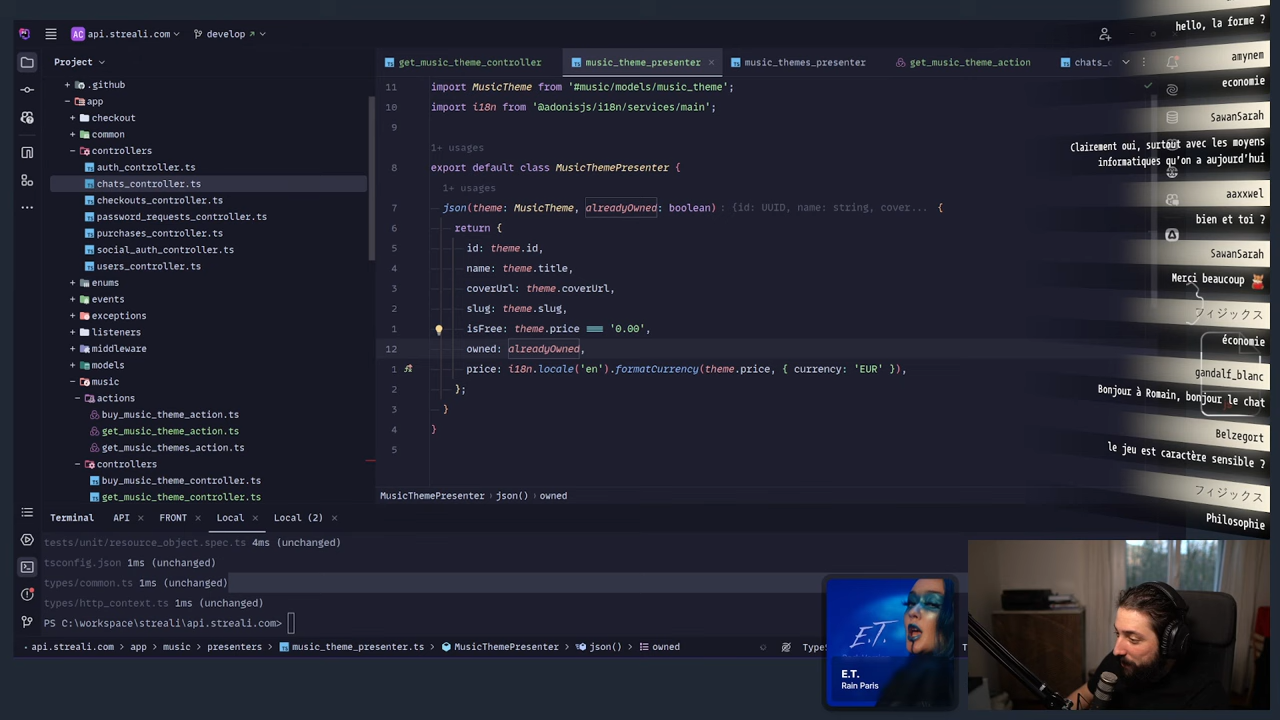 AC api.streali.com
develop
Project
.github
app
checkout
common
controllers
auth_controller.ts
chats_controller.ts
checkouts_controller.ts
password_requests_controller.ts
purchases_controller.ts
social_auth_controller.ts
users_controller.ts
enums
events
exceptions
listeners
middleware
models
music
actions
buy_music_theme_action.ts
get_music_theme_action.ts
get_music_themes_action.ts
controllers
buy_music_theme_controller.ts
get_music_theme_controller.ts
get_music_theme_controller
music_theme_presenter
music_themes_presenter
get_music_theme_action
chats_c
11 import MusicTheme from '#music/models/music_theme';
10 import i18n from '@adonisjs/i18n/services/main';
9
1+ usages
8 export default class MusicThemePresenter {
1+ usages
7 json(theme: MusicTheme, alreadyOwned: boolean) :{id: UUID, name: string, cover... {
6 return {
5 id: theme.id,
4 name: theme.title,
3 coverUrl: theme.coverUrl,
2 slug: theme.slug,
1 isFree: theme.price === '0.00',
12 owned: alreadyOwned,
1 price: i18n.locale('en').formatCurrency(theme.price, { currency: 'EUR' }),
2 };
3 }
4 }
5
MusicThemePresenter › json() › owned
Terminal API FRONT Local Local (2)
tests/unit/resource_object.spec.ts 4ms (unchanged)
tsconfig.json 1ms (unchanged)
types/common.ts 1ms (unchanged)
types/http_context.ts 1ms (unchanged)
PS C:\workspace\streali\api.streali.com>
api.streali.com › app › music › presenters › music_theme_presenter.ts › MusicThemePresenter › json() › owned
hello, la forme ?
amynem
economie
SawanSarah
Clairement oui, surtout avec les moyens
informatiques qu'on a aujourd'hui
aaxxwel
bien et toi ?
SawanSarah
Merci beaucoup
フィジックス
économie
gandalf_blanc
Bonjour à Romain, bonjour le chat
Belzegort
le jeu est caractère sensible ?
フィジックス
Philosophie
E.T.
E.T.
Rain Paris